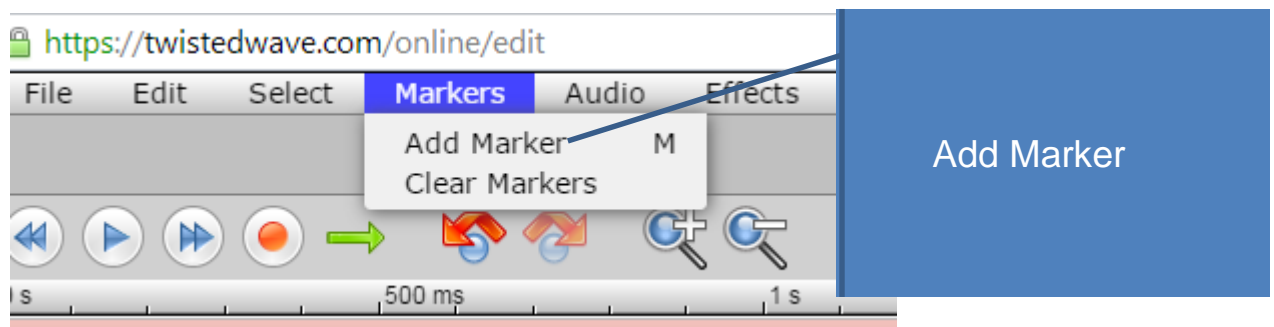 https://twistedwave.com/online/edit
File Edit Select Markers Audio Effects
Add Marker M
Clear Markers
Add Marker
s 500 ms 1 s